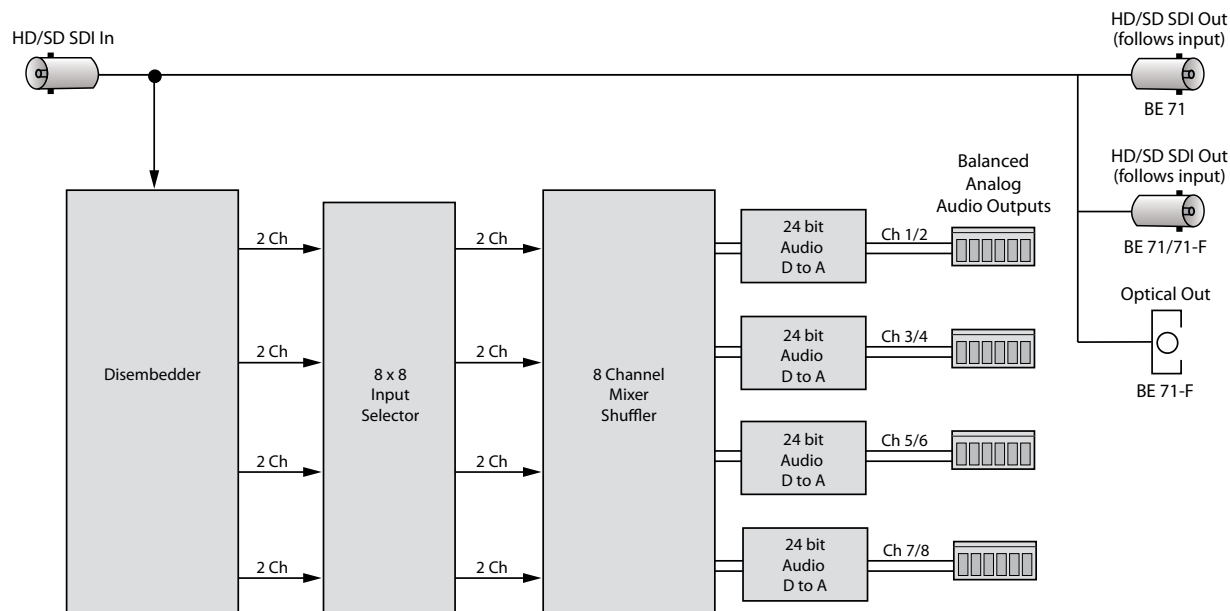 HD/SD SDI In
HD/SD SDI Out
(follows input)
BE 71
HD/SD SDI Out
(follows input)
BE 71/71-F
Optical Out
BE 71-F
Balanced
Analog
Audio Outputs
Disembedder
2 Ch
2 Ch
2 Ch
2 Ch
8 x 8
Input
Selector
2 Ch
2 Ch
2 Ch
2 Ch
8 Channel
Mixer
Shuffler
24 bit
Audio
D to A
Ch 1/2
24 bit
Audio
D to A
Ch 3/4
24 bit
Audio
D to A
Ch 5/6
24 bit
Audio
D to A
Ch 7/8